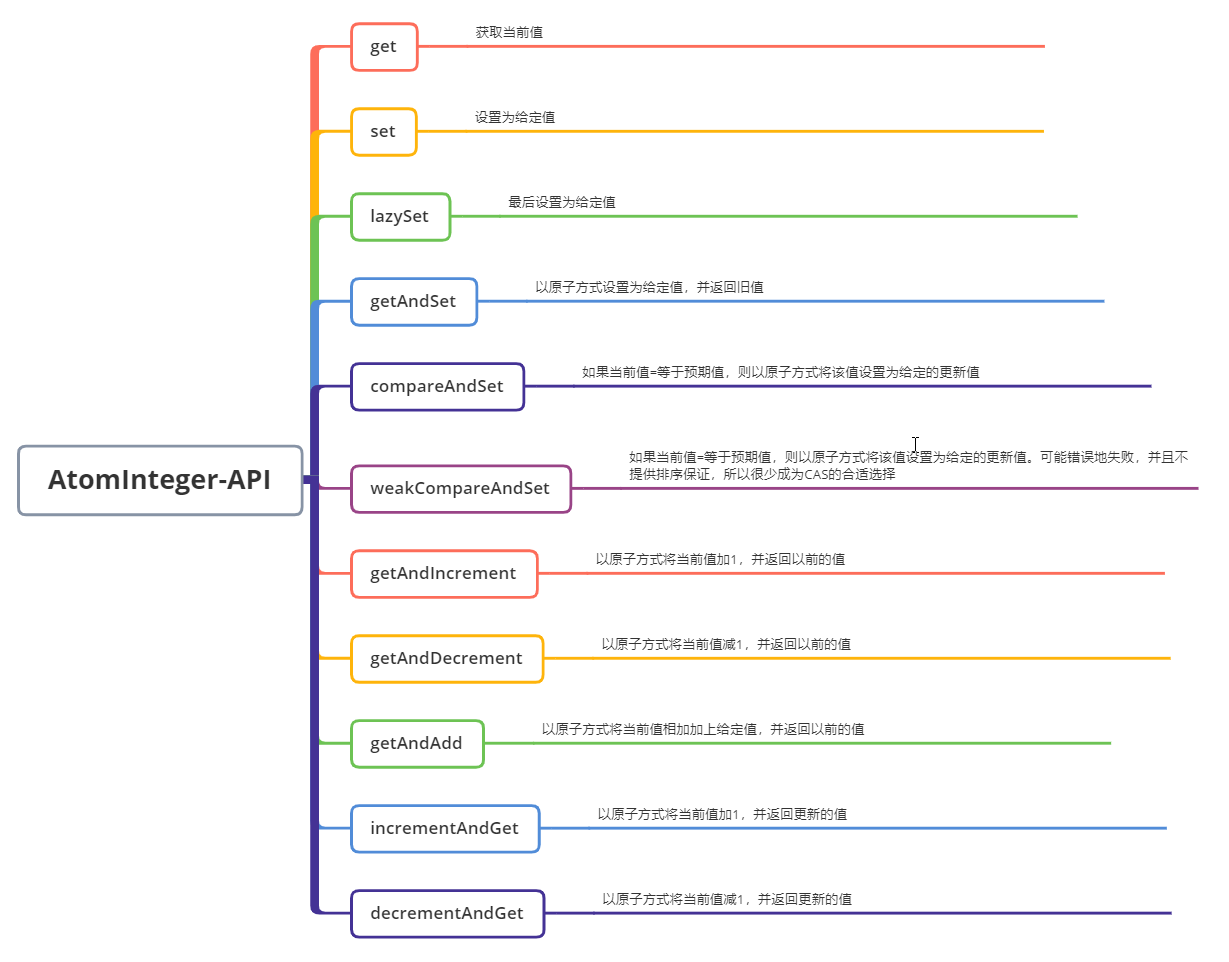 get
获取当前值
set
设置为给定值
lazySet
最后设置为给定值
getAndSet
以原子方式设置为给定值，并返回旧值
compareAndSet
如果当前值=等于预期值，则以原子方式将该值设置为给定的更新值
AtomInteger-API
weakCompareAndSet
如果当前值=等于预期值，则以原子方式将该值设置为给定的更新值。可能错误地失败，并且不
提供排序保证，所以很少成为CAS的合适选择
getAndIncrement
以原子方式将当前值加1，并返回以前的值
getAndDecrement
以原子方式将当前值减1，并返回以前的值
getAndAdd
以原子方式将当前值相加加上给定值，并返回以前的值
incrementAndGet
以原子方式将当前值加1，并返回更新的值
decrementAndGet
以原子方式将当前值减1，并返回更新的值